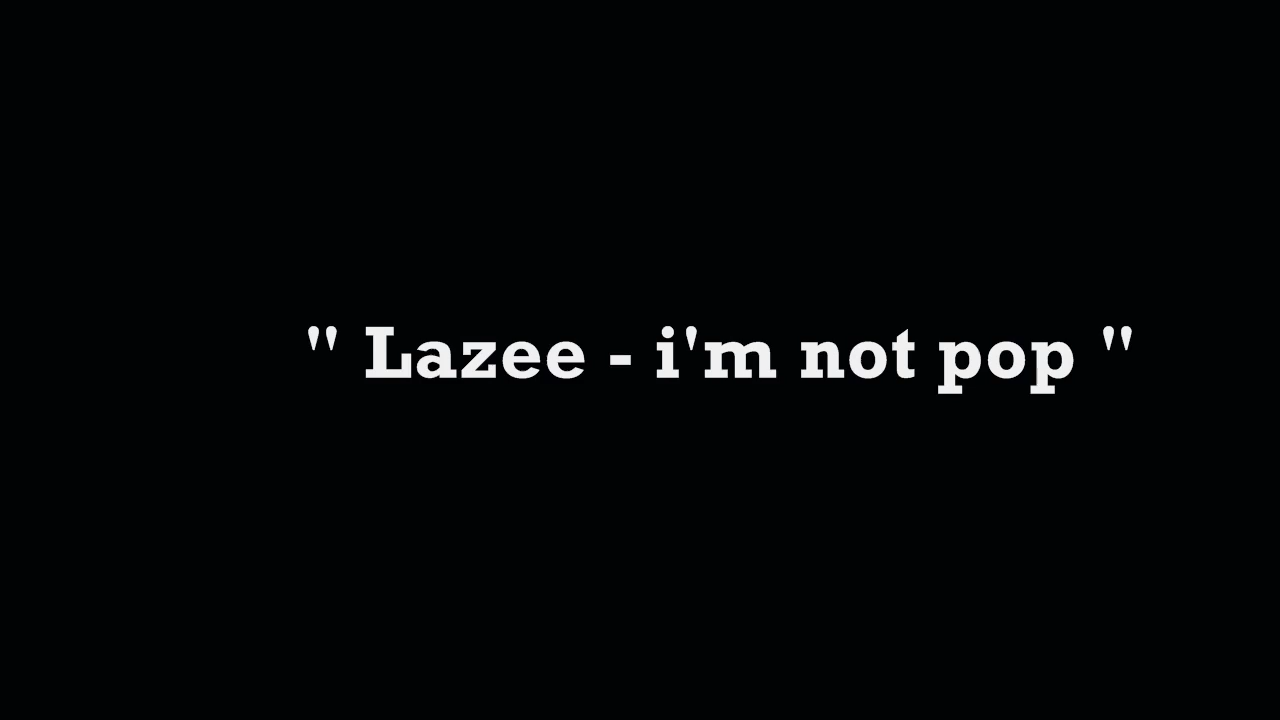 " Lazee - i'm not pop "